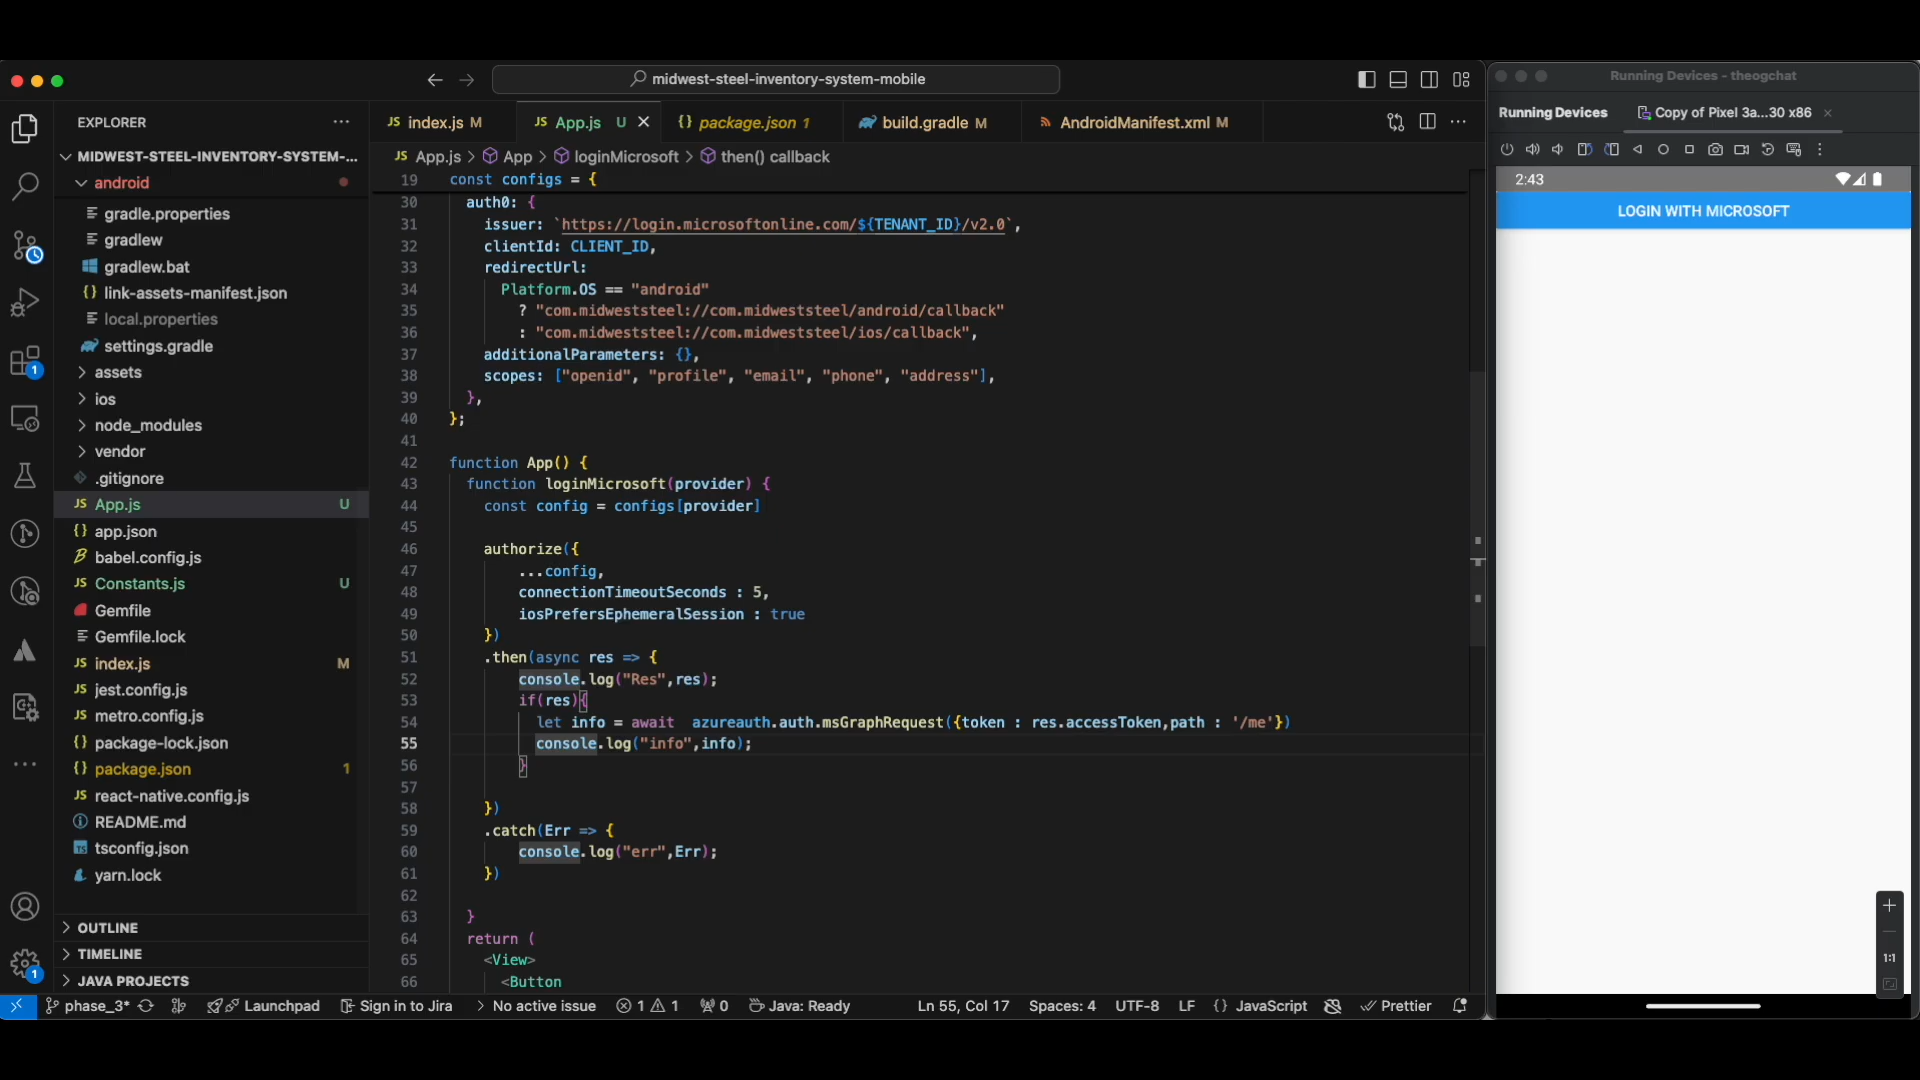 midwest-steel-inventory-system-mobile
Running Devices - theogchat
EXPLORER
JS index.js M
JS App.js U
{} package.json 1
build.gradle M
AndroidManifest.xml M
Running Devices
Copy of Pixel 3a...30 x86
MIDWEST-STEEL-INVENTORY-SYSTEM-...
JS App.js > App > loginMicrosoft > then() callback
android
gradle.properties
gradlew
gradlew.bat
{} link-assets-manifest.json
local.properties
settings.gradle
assets
ios
node_modules
vendor
.gitignore
JS App.js U
{} app.json
babel.config.js
JS Constants.js U
Gemfile
Gemfile.lock
JS index.js M
JS jest.config.js
JS metro.config.js
{} package-lock.json
{} package.json 1
JS react-native.config.js
README.md
tsconfig.json
yarn.lock
OUTLINE
TIMELINE
JAVA PROJECTS
1
1
19 const configs = {
30 auth0: {
31 issuer: `https://login.microsoftonline.com/${TENANT_ID}/v2.0`,
32 clientId: CLIENT_ID,
33 redirectUrl:
34 Platform.OS == "android"
35 ? "com.midweststeel://com.midweststeel/android/callback"
36 : "com.midweststeel://com.midweststeel/ios/callback",
37 additionalParameters: {},
38 scopes: ["openid", "profile", "email", "phone", "address"],
39 },
40 };
41
42 function App() {
43 function loginMicrosoft(provider) {
44 const config = configs[provider]
45
46 authorize({
47 ...config,
48 connectionTimeoutSeconds : 5,
49 iosPrefersEphemeralSession : true
50 })
51 .then(async res => {
52 console.log("Res",res);
53 if(res){
54 let info = await  azureauth.auth.msGraphRequest({token : res.accessToken,path : '/me'})
55 console.log("info",info);
56 }
57
58 })
59 .catch(Err => {
60 console.log("err",Err);
61 })
62
63 }
64 return (
65 <View>
66 <Button
2:43
LOGIN WITH MICROSOFT
1:1
phase_3* Launchpad Sign in to Jira > No active issue 1 1 0 Java: Ready Ln 55, Col 17 Spaces: 4 UTF-8 LF {} JavaScript Prettier